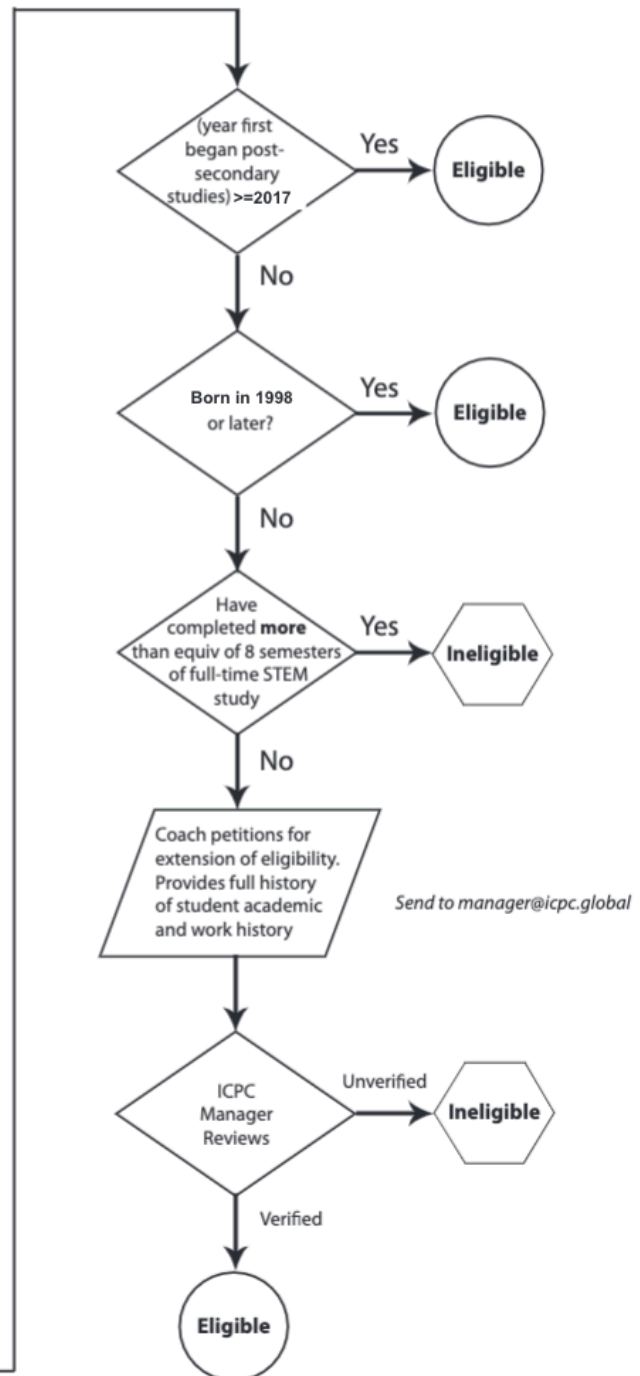 (year first
began post-
secondary
studies) >=2017
Yes
Eligible
No
Born in 1998
or later?
Yes
Eligible
No
Have
completed more
than equiv of 8 semesters
of full-time STEM
study
Yes
Ineligible
No
Coach petitions for
extension of eligibility.
Provides full history
of student academic
and work history
Send to manager@icpc.global
ICPC
Manager
Reviews
Unverified
Ineligible
Verified
Eligible